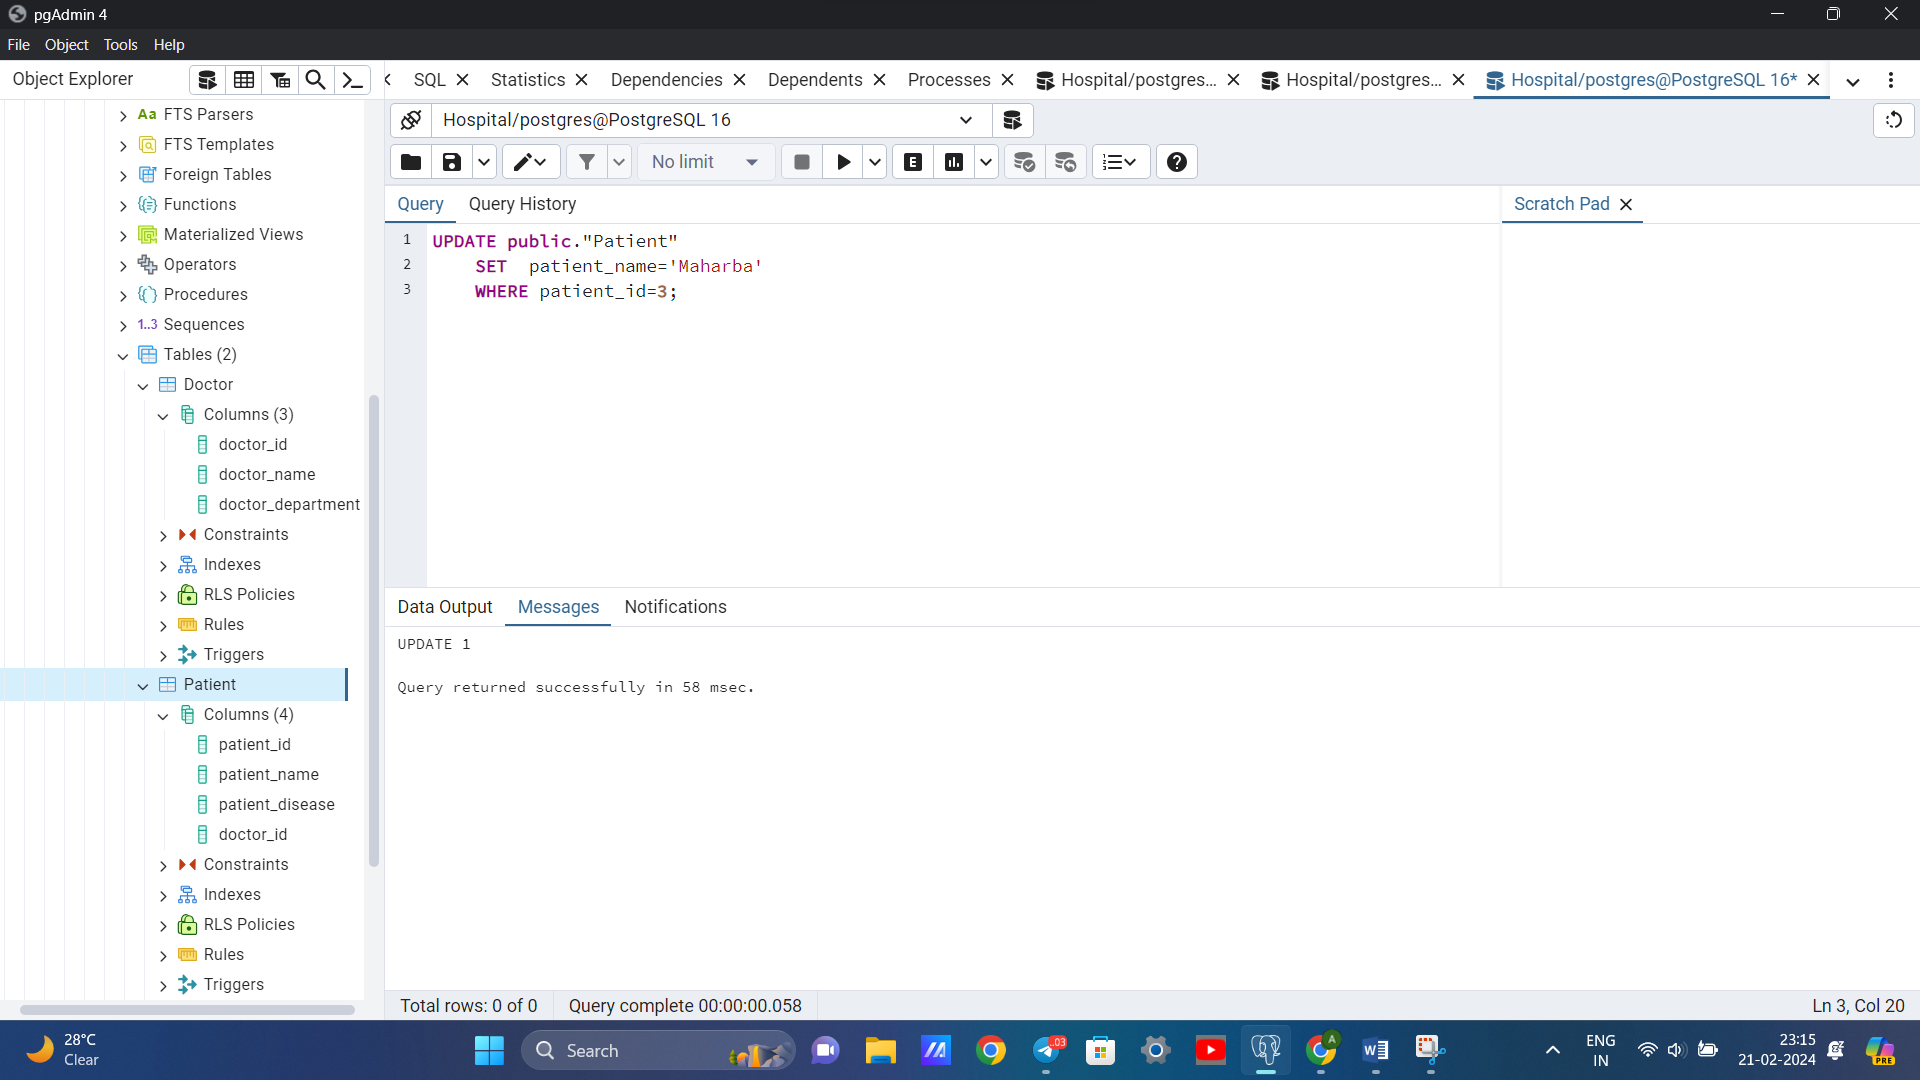 pgAdmin 4
File Object Tools Help
Object Explorer
SQL Statistics Dependencies Dependents Processes Hospital/postgres... Hospital/postgres... Hospital/postgres@PostgreSQL 16*
Aa FTS Parsers
FTS Templates
Foreign Tables
Functions
Materialized Views
Operators
Procedures
1..3 Sequences
Tables (2)
Doctor
Columns (3)
doctor_id
doctor_name
doctor_department
Constraints
Indexes
RLS Policies
Rules
Triggers
Patient
Columns (4)
patient_id
patient_name
patient_disease
doctor_id
Constraints
Indexes
RLS Policies
Rules
Triggers
Hospital/postgres@PostgreSQL 16
No limit E
Query Query History
Scratch Pad
1 UPDATE public."Patient"
2 SET patient_name='Maharba'
3 WHERE patient_id=3;
Data Output Messages Notifications
UPDATE 1
Query returned successfully in 58 msec.
Total rows: 0 of 0 Query complete 00:00:00.058 Ln 3, Col 20
28°C
Clear
Search
.03
A
ENG
IN
23:15
21-02-2024
PRE